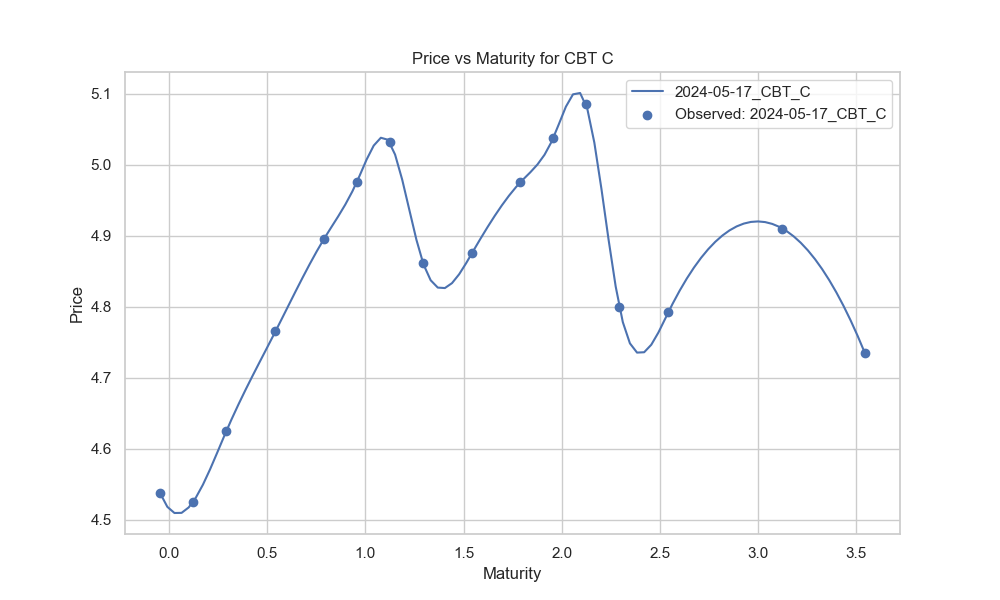 Price vs Maturity for CBT C
2024-05-17_CBT_C
Observed: 2024-05-17_CBT_C
Price
5.1
5.0
4.9
4.8
4.7
4.6
4.5
0.0 0.5 1.0 1.5 2.0 2.5 3.0 3.5
Maturity